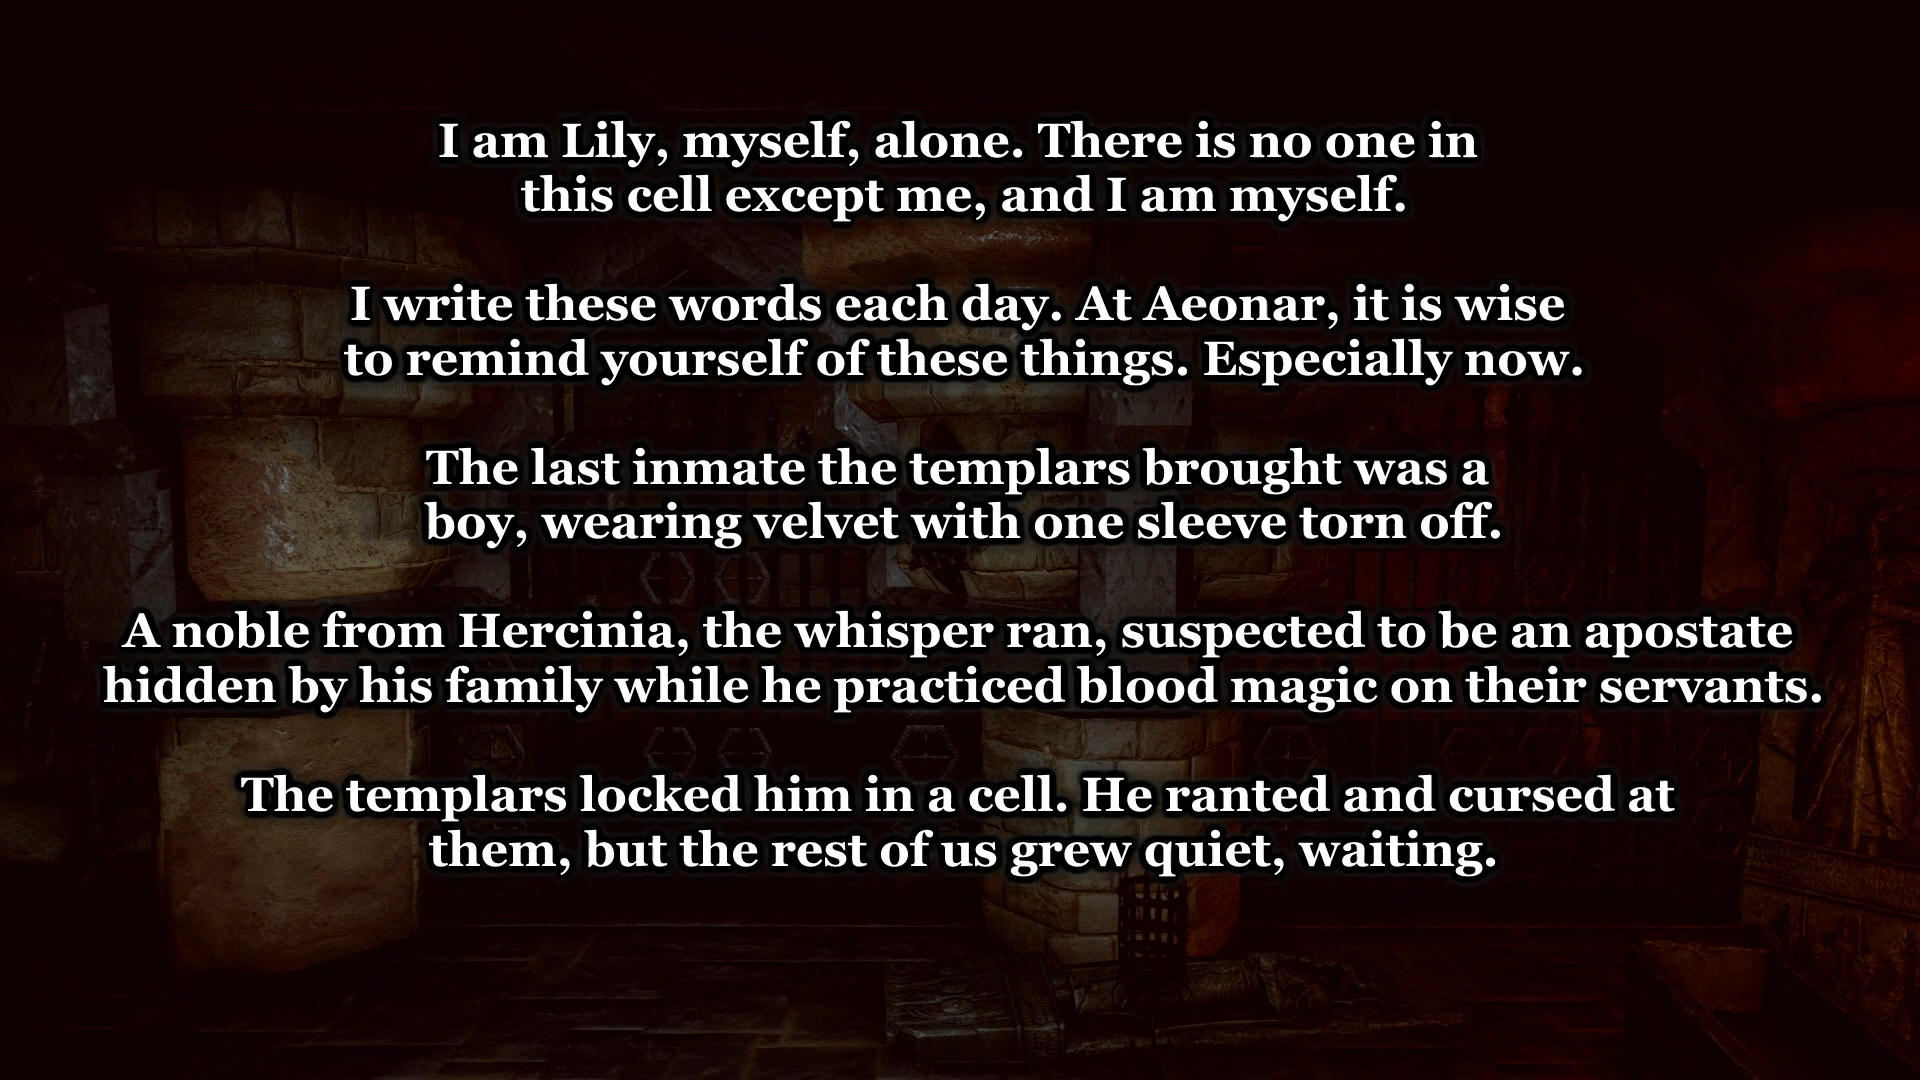 I am Lily, myself, alone. There is no one in
this cell except me, and I am myself.
I write these words each day. At Aeonar, it is wise
to remind yourself of these things. Especially now.
The last inmate the templars brought was a
boy, wearing velvet with one sleeve torn off.
A noble from Hercinia, the whisper ran, suspected to be an apostate
hidden by his family while he practiced blood magic on their servants.
The templars locked him in a cell. He ranted and cursed at
them, but the rest of us grew quiet, waiting.